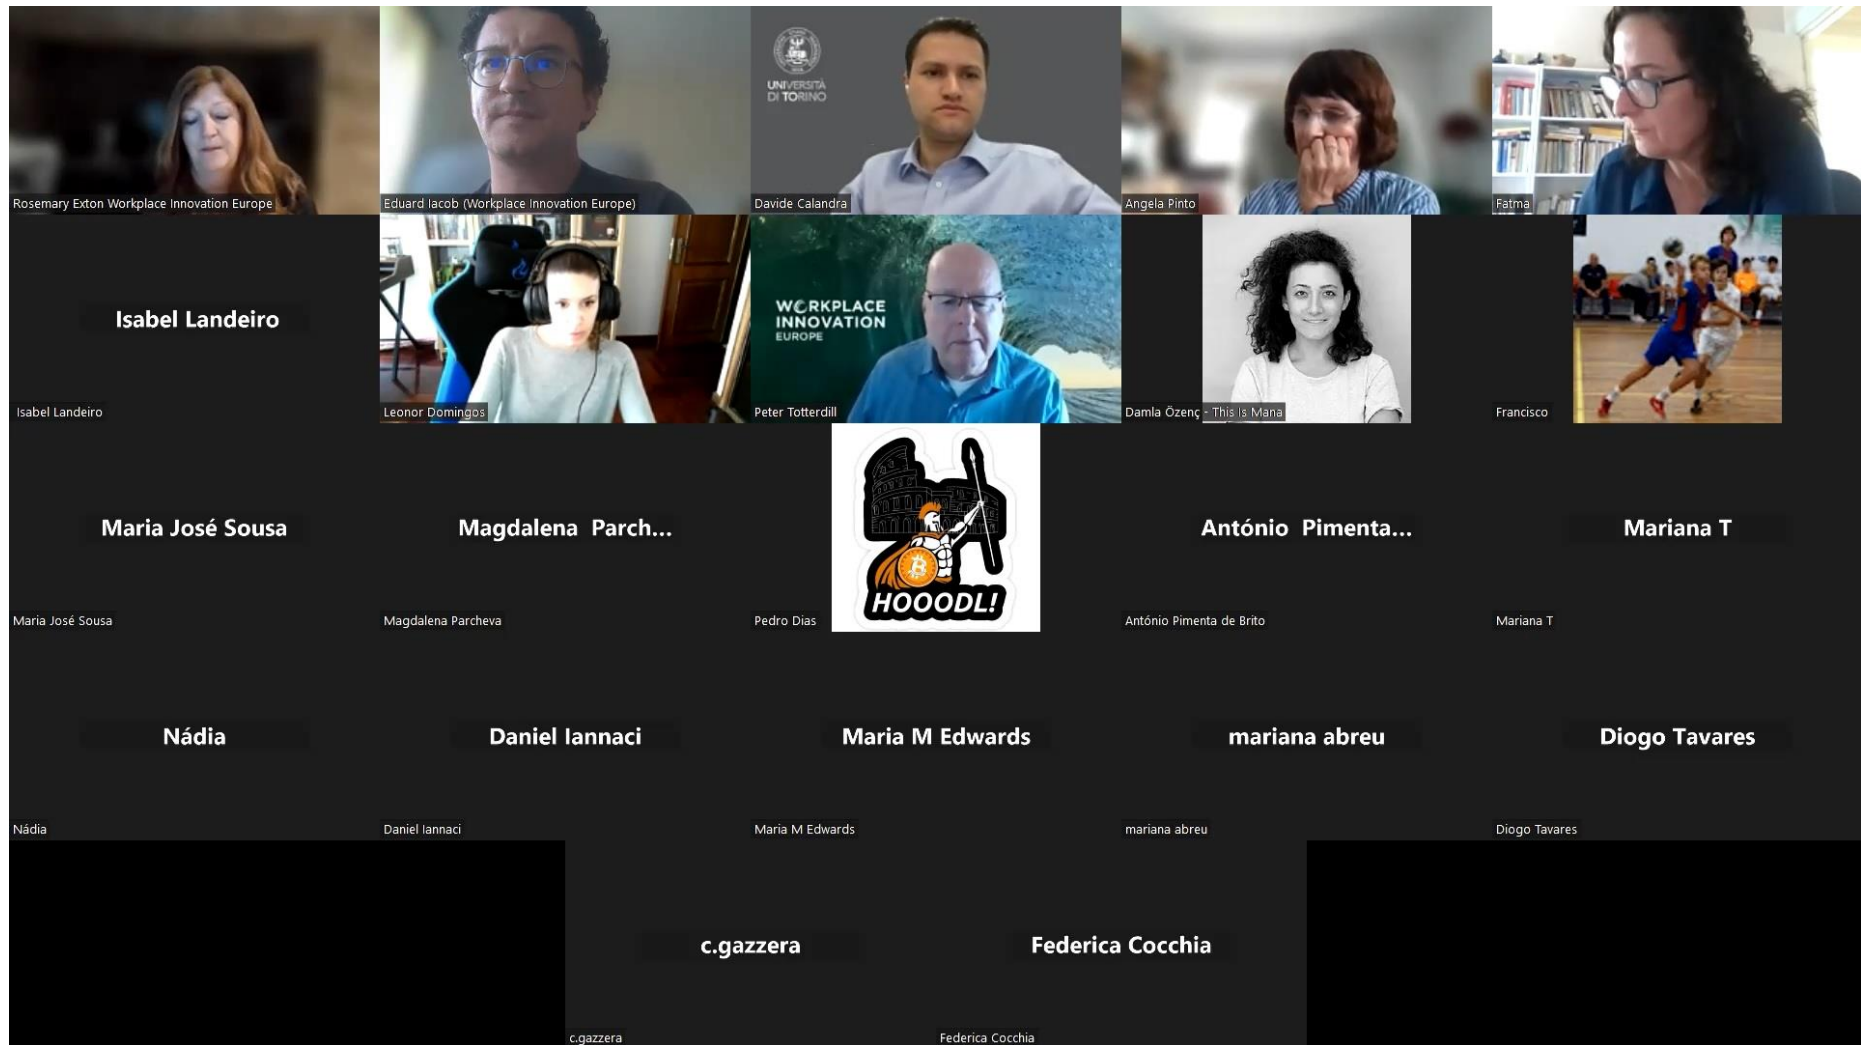 UNIVERSITÀ
DI TORINO
Rosemary Exton Workplace Innovation Europe
Eduard Iacob (Workplace Innovation Europe)
Davide Calandra
Angela Pinto
Fatma
Isabel Landeiro
WORKPLACE
INNOVATION
EUROPE
Isabel Landeiro
Leonor Domingos
Peter Totterdill
Damla Özenç - This Is Mana
Francisco
Maria José Sousa
Magdalena Parch...
HOOODL!
António Pimenta...
Mariana T
Maria José Sousa
Magdalena Parcheva
Pedro Dias
António Pimenta de Brito
Mariana T
Nádia
Daniel Iannaci
Maria M Edwards
mariana abreu
Diogo Tavares
Nádia
Daniel Iannaci
Maria M Edwards
mariana abreu
Diogo Tavares
c.gazzera
Federica Cocchia
c.gazzera
Federica Cocchia